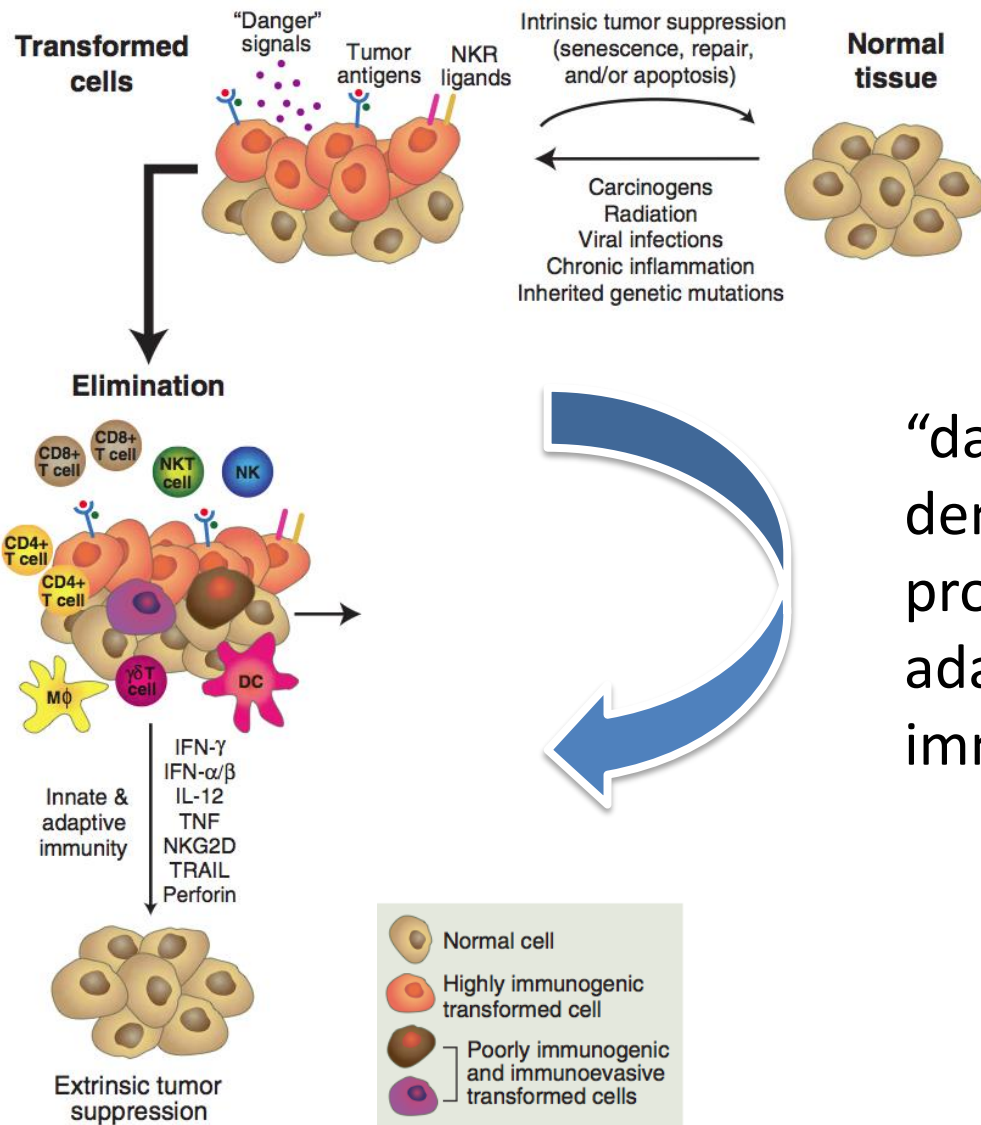 Transformed
cells
“Danger”
signals
Tumor
antigens
NKR
ligands
Intrinsic tumor suppression
(senescence, repair,
and/or apoptosis)
Normal
tissue
Carcinogens
Radiation
Viral infections
Chronic inflammation
Inherited genetic mutations
Elimination
CD8+
T cell
CD8+
T cell
NKT
cell
NK
CD4+
T cell
CD4+
T cell
Mϕ
γδ T
cell
DC
Innate &
adaptive
immunity
IFN-γ
IFN-α/β
IL-12
TNF
NKG2D
TRAIL
Perforin
Extrinsic tumor
suppression
Normal cell
Highly immunogenic
transformed cell
Poorly immunogenic
and immunoevasive
transformed cells